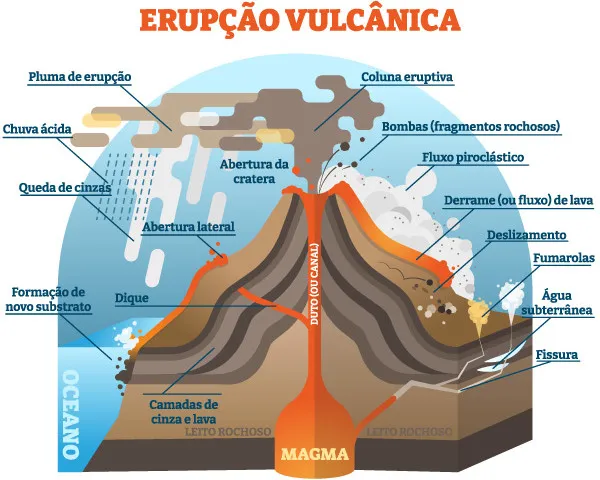 ERUPÇÃO VULCÂNICA
Pluma de erupção
Coluna eruptiva
Chuva ácida
Bombas (fragmentos rochosos)
Abertura da
cratera
Fluxo piroclástico
Queda de cinzas
Derrame (ou fluxo) de lava
Abertura lateral
Deslizamento
Fumarolas
Formação de
novo substrato
Dique
DUTO (OU CANAL)
Água
subterrânea
Fissura
OCEANO
Camadas de
cinza e lava
LEITO ROCHOSO
LEITO ROCHOSO
MAGMA